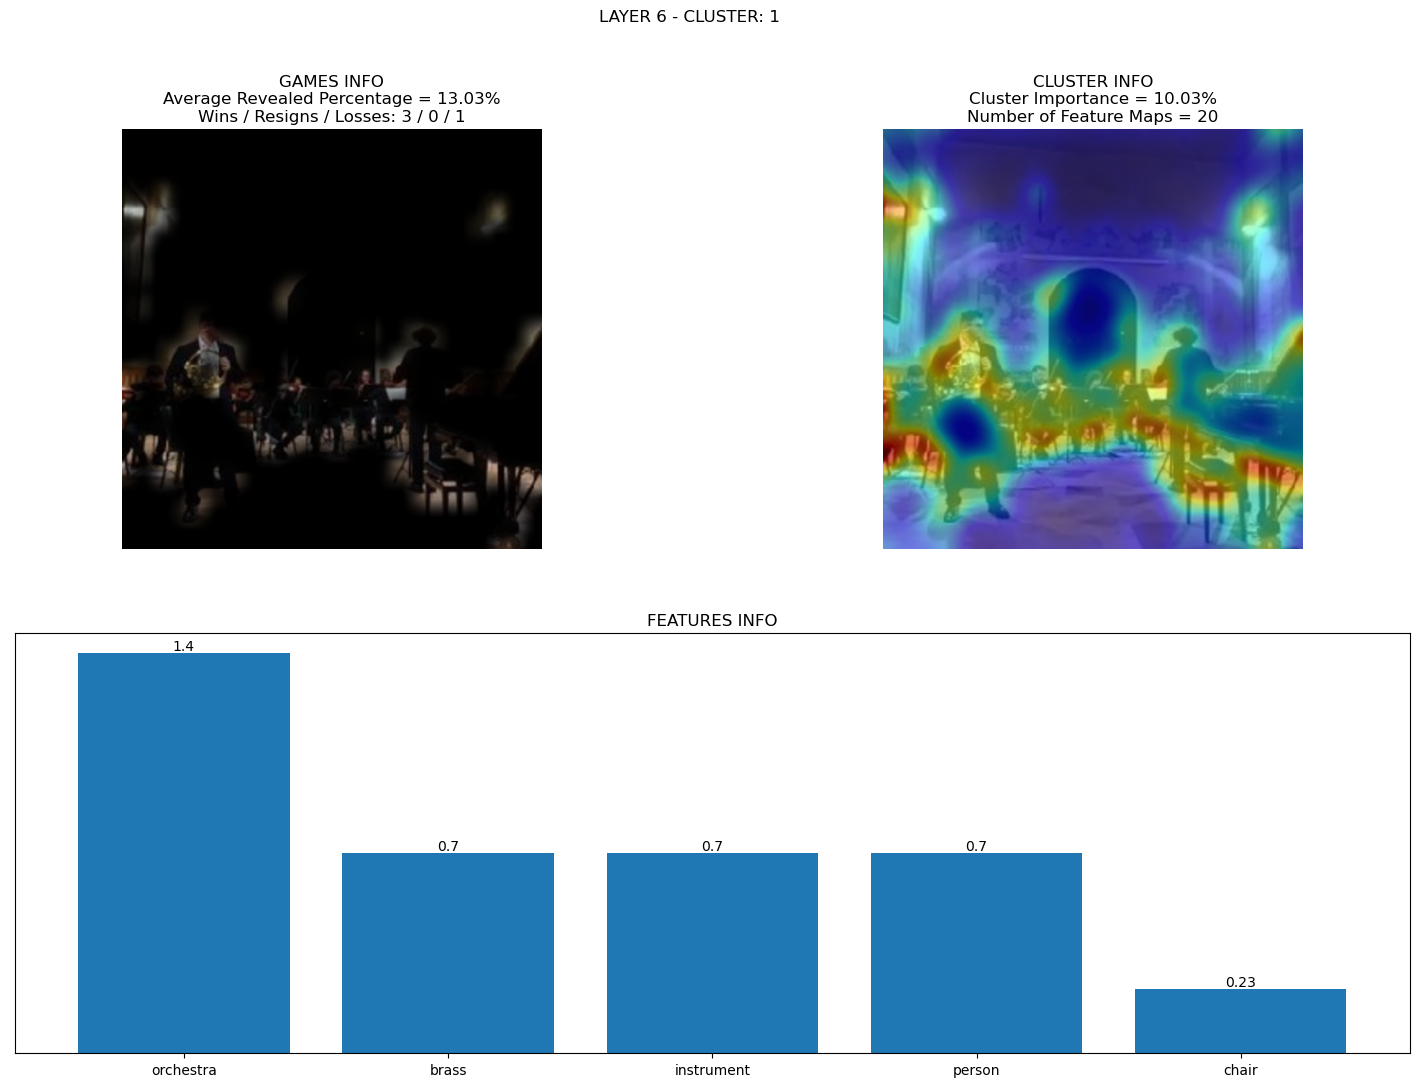 LAYER 6 - CLUSTER: 1
GAMES INFO
Average Revealed Percentage = 13.03%
Wins / Resigns / Losses: 3 / 0 / 1
CLUSTER INFO
Cluster Importance = 10.03%
Number of Feature Maps = 20
FEATURES INFO
1.4
0.7
0.7
0.7
0.23
orchestra
brass
instrument
person
chair